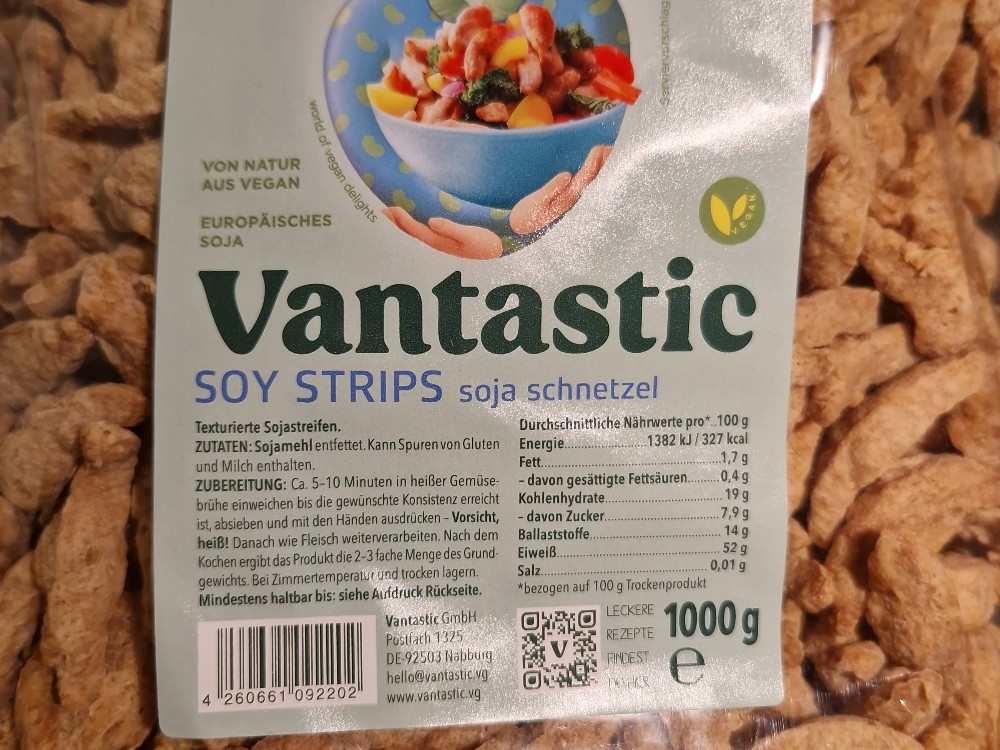 Serviervorschlag
world of vegan delights
VON NATUR
AUS VEGAN
EUROPÄISCHES
SOJA
VEGAN
Vantastic
SOY STRIPS soja schnetzel
Texturierte Sojastreifen.
ZUTATEN: Sojamehl entfettet. Kann Spuren von Gluten
und Milch enthalten.
ZUBEREITUNG: Ca. 5–10 Minuten in heißer Gemüse-
brühe einweichen bis die gewünschte Konsistenz erreicht
ist, absieben und mit den Händen ausdrücken – Vorsicht,
heiß! Danach wie Fleisch weiterverarbeiten. Nach dem
Kochen ergibt das Produkt die 2–3 fache Menge des Grund-
gewichts. Bei Zimmertemperatur und trocken lagern.
Mindestens haltbar bis: siehe Aufdruck Rückseite.
Durchschnittliche Nährwerte pro*..100 g
Energie 1382 kJ / 327 kcal
Fett 1,7 g
– davon gesättigte Fettsäuren 0,4 g
Kohlenhydrate 19 g
– davon Zucker 7,9 g
Ballaststoffe 14 g
Eiweiß 52 g
Salz 0,01 g
*bezogen auf 100 g Trockenprodukt
4 260661 092202
Vantastic GmbH
Postfach 1325
DE-92503 Nabburg
hello@vantastic.vg
www.vantastic.vg
V
LECKERE
REZEPTE
FINDEST
1000 g
e